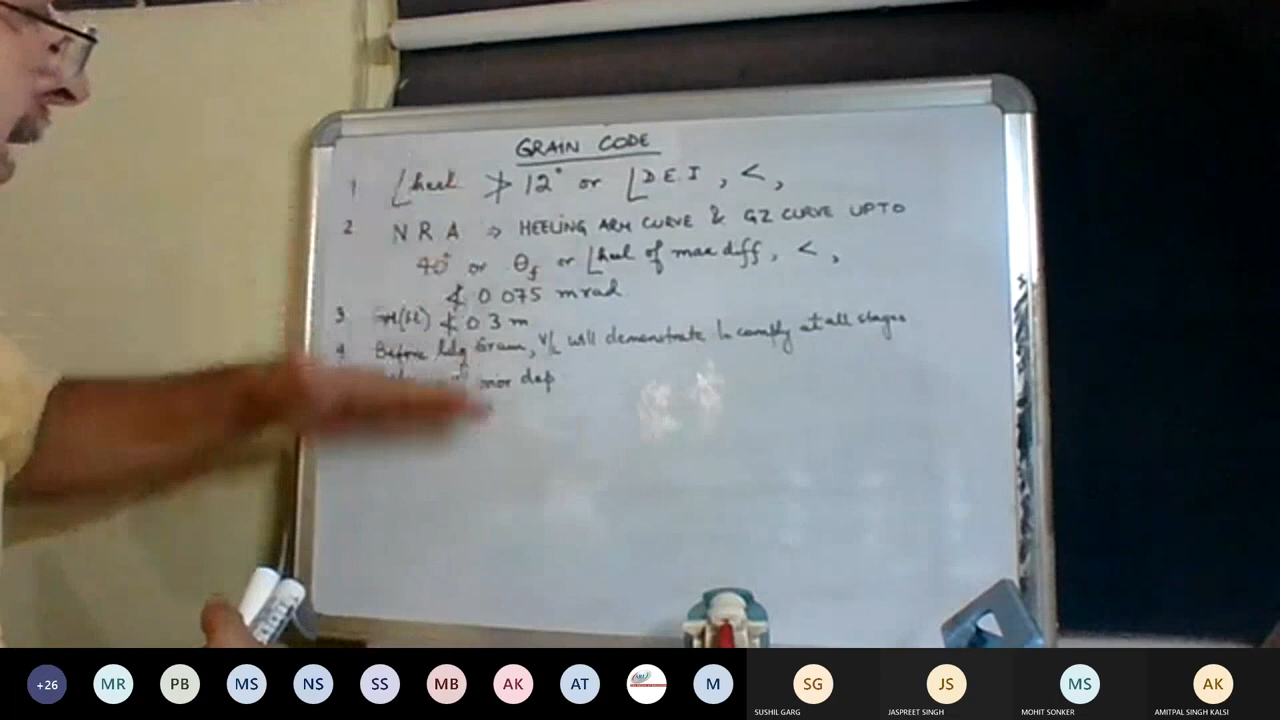 GRAIN CODE
1 ∠heel ≯ 12° or ∠D E I, <,
2 N R A ⇒ HEELING ARM CURVE & GZ CURVE UPTO
40° or θf or ∠heel of max diff, <,
≮ 0.075 mrad
3 (sl) ≮ 0.3 m
4 Before ldg Grain, V/L will demonstrate to comply at all stages
prior dep
+26 MR PB MS NS SS MB AK AT M SG JS MS AK
SUSHIL GARG JASPREET SINGH MOHIT SONKER AMITPAL SINGH KALSI